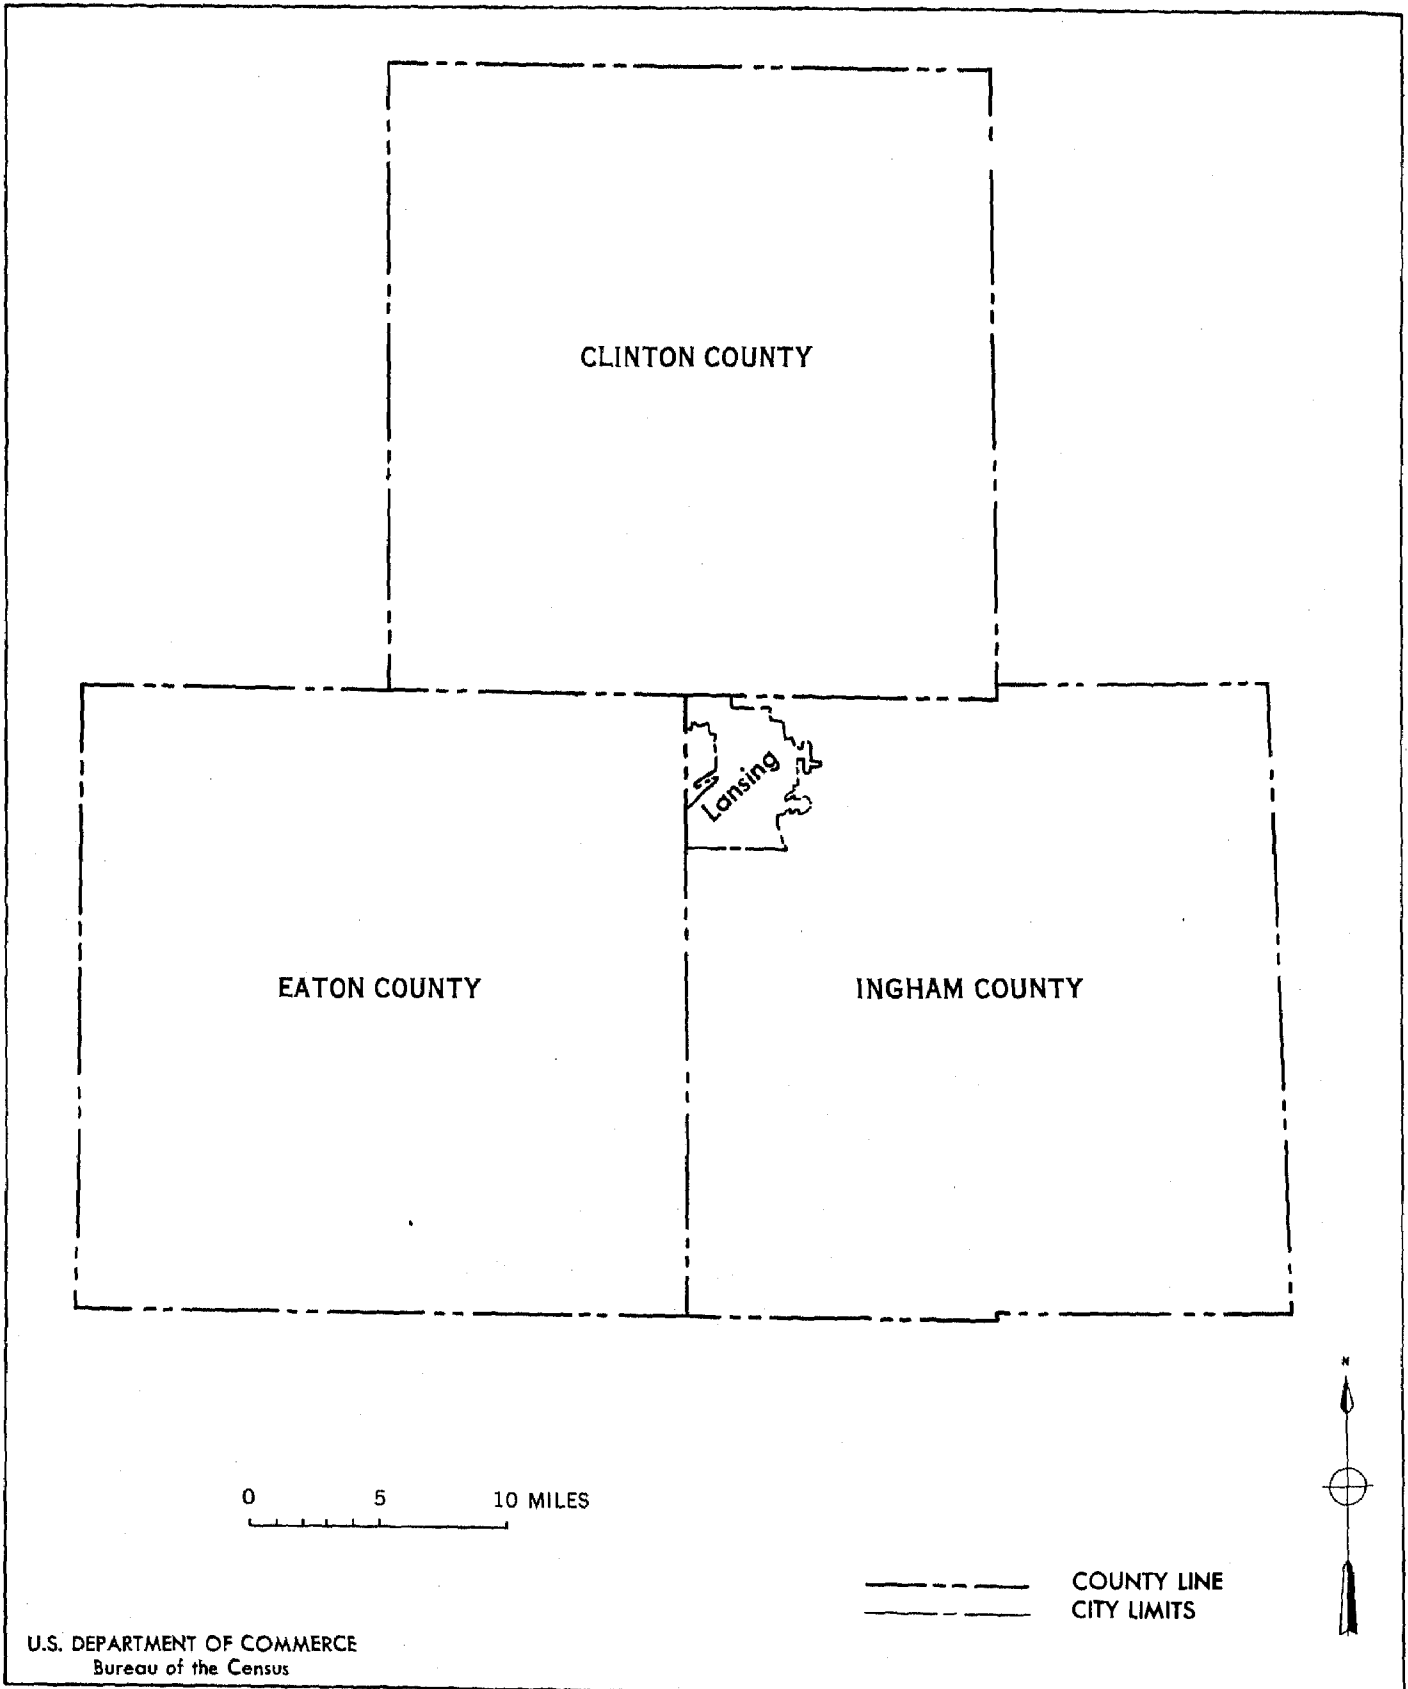 CLINTON COUNTY
Lansing
EATON COUNTY
INGHAM COUNTY
N
0 5 10 MILES
COUNTY LINE
CITY LIMITS
U.S. DEPARTMENT OF COMMERCE
Bureau of the Census